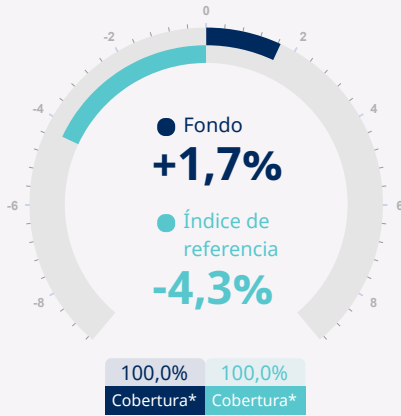 0
-2
2
-4
4
Fondo
+1,7%
-6
6
Índice de
referencia
-4,3%
-8
8
100,0%
100,0%
Cobertura*
Cobertura*